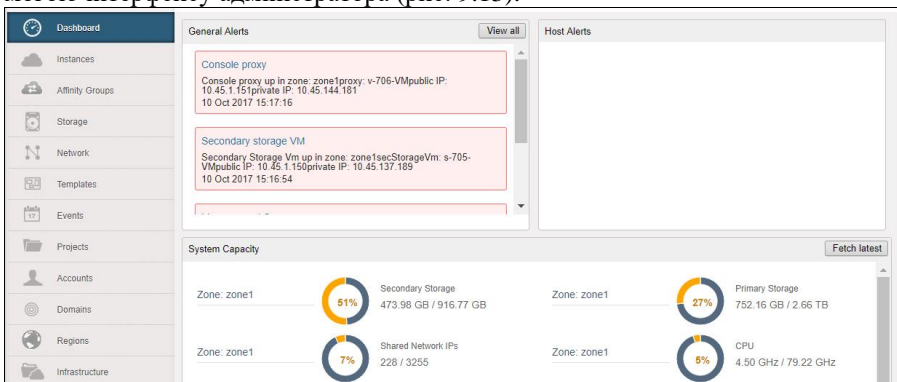 Dashboard
Instances
Affinity Groups
Storage
Network
Templates
17
Events
Projects
Accounts
Domains
Regions
Infrastructure
General Alerts
View all
Console proxy
Console proxy up in zone: zone1proxy: v-706-VMpublic IP:
10.45.1.151private IP: 10.45.144.181
10 Oct 2017 15:17:16
Secondary storage VM
Secondary Storage Vm up in zone: zone1secStorageVm: s-705-
VMpublic IP: 10.45.1.150private IP: 10.45.137.189
10 Oct 2017 15:16:54
Host Alerts
System Capacity
Fetch latest
Zone: zone1
51%
Secondary Storage
473.98 GB / 916.77 GB
Zone: zone1
27%
Primary Storage
752.16 GB / 2.66 TB
Zone: zone1
7%
Shared Network IPs
228 / 3255
Zone: zone1
5%
CPU
4.50 GHz / 79.22 GHz